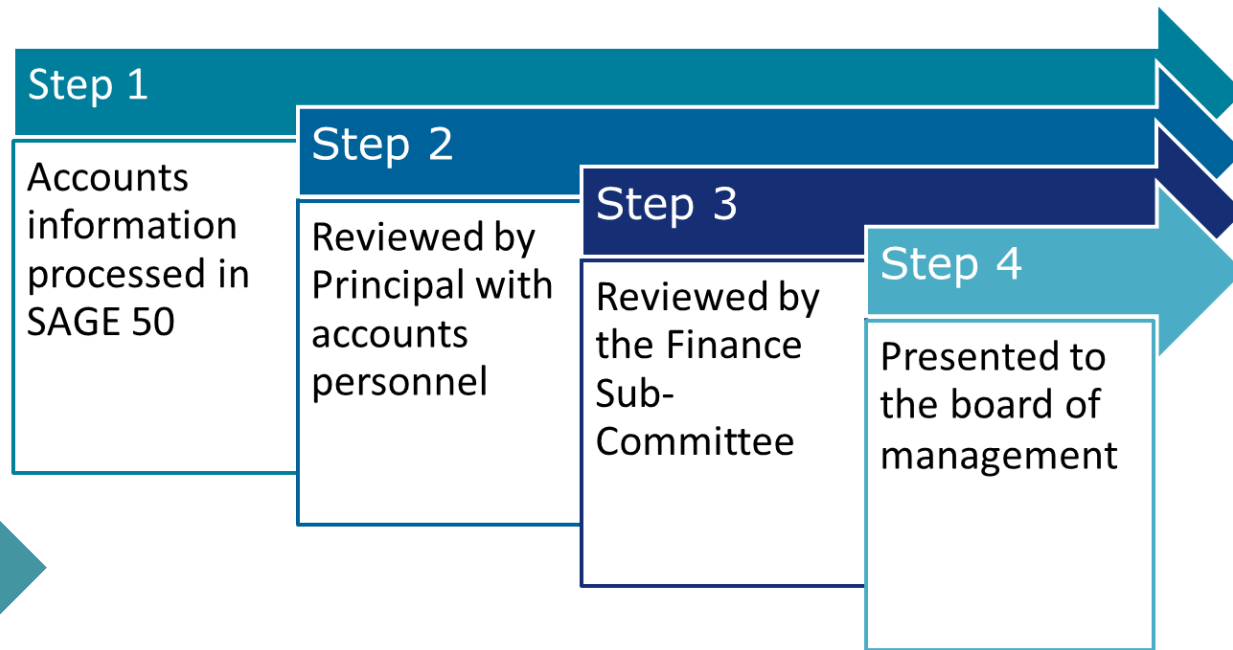 Step 1
Accounts
information
processed in
SAGE 50
Step 2
Reviewed by
Principal with
accounts
personnel
Step 3
Reviewed by
the Finance
Sub-
Committee
Step 4
Presented to
the board of
management